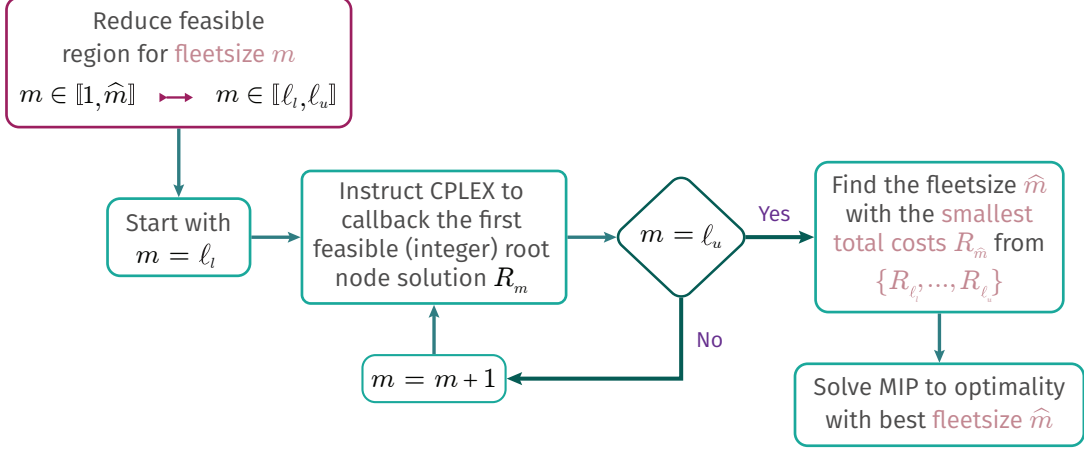 Reduce feasible
region for fleetsize m
m ∈ ⟦1, m̂⟧ ↣ m ∈ ⟦ℓ_l, ℓ_u⟧
Start with
m = ℓ_l
Instruct CPLEX to
callback the first
feasible (integer) root
node solution R_m
m = ℓ_u
Yes
No
m = m + 1
Find the fleetsize m̂
with the smallest
total costs R_m̂ from
{R_ℓ_l, ..., R_ℓ_u}
Solve MIP to optimality
with best fleetsize m̂